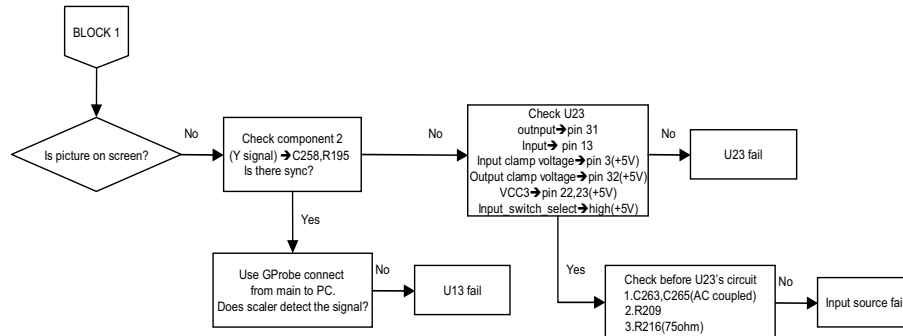 BLOCK 1
Is picture on screen?
No
Check component 2
(Y signal) ➔C258,R195
Is there sync?
No
Check U23
outnput➔pin 31
Input➔ pin 13
Input clamp voltage➔pin 3(+5V)
Output clamp voltage➔pin 32(+5V)
VCC3➔pin 22,23(+5V)
Input_switch_select➔high(+5V)
No
U23 fail
Yes
Use GProbe connect
from main to PC.
Does scaler detect the signal?
No
U13 fail
Yes
Check before U23's circuit
1.C263,C265(AC coupled)
2.R209
3.R216(75ohm)
No
Input source fail